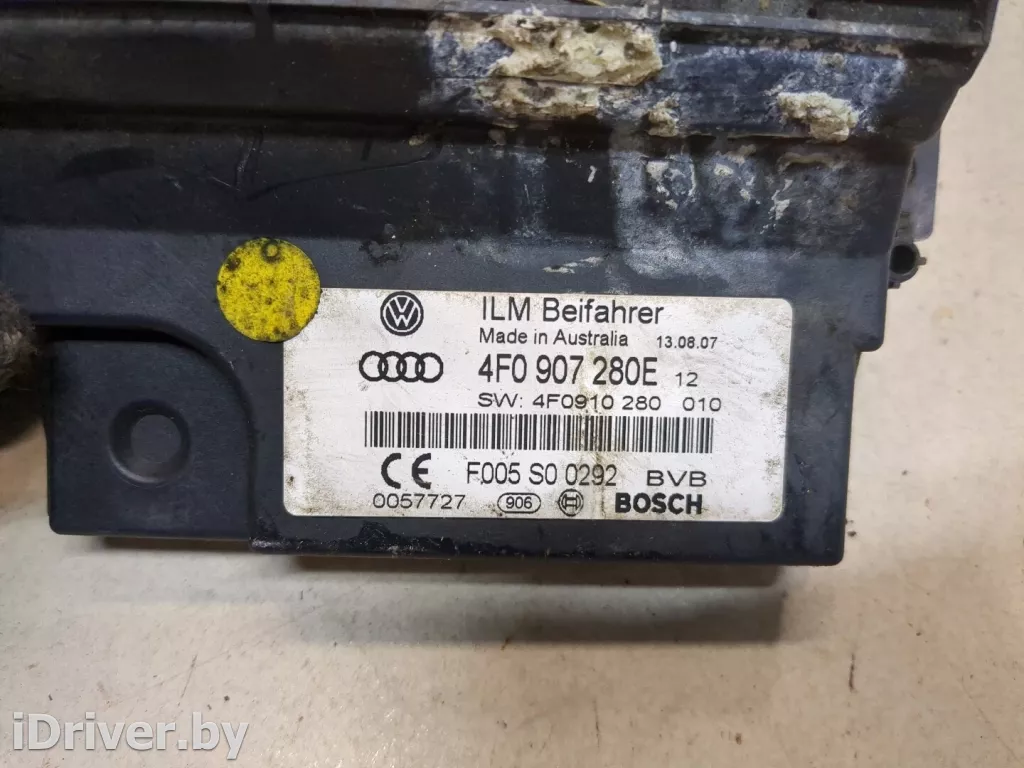 ILM Beifahrer
Made in Australia 13.08.07
4F0 907 280E 12
SW: 4F0910 280 010
CE F005 S0 0292 BVB
0057727 906 BOSCH
iDriver.by